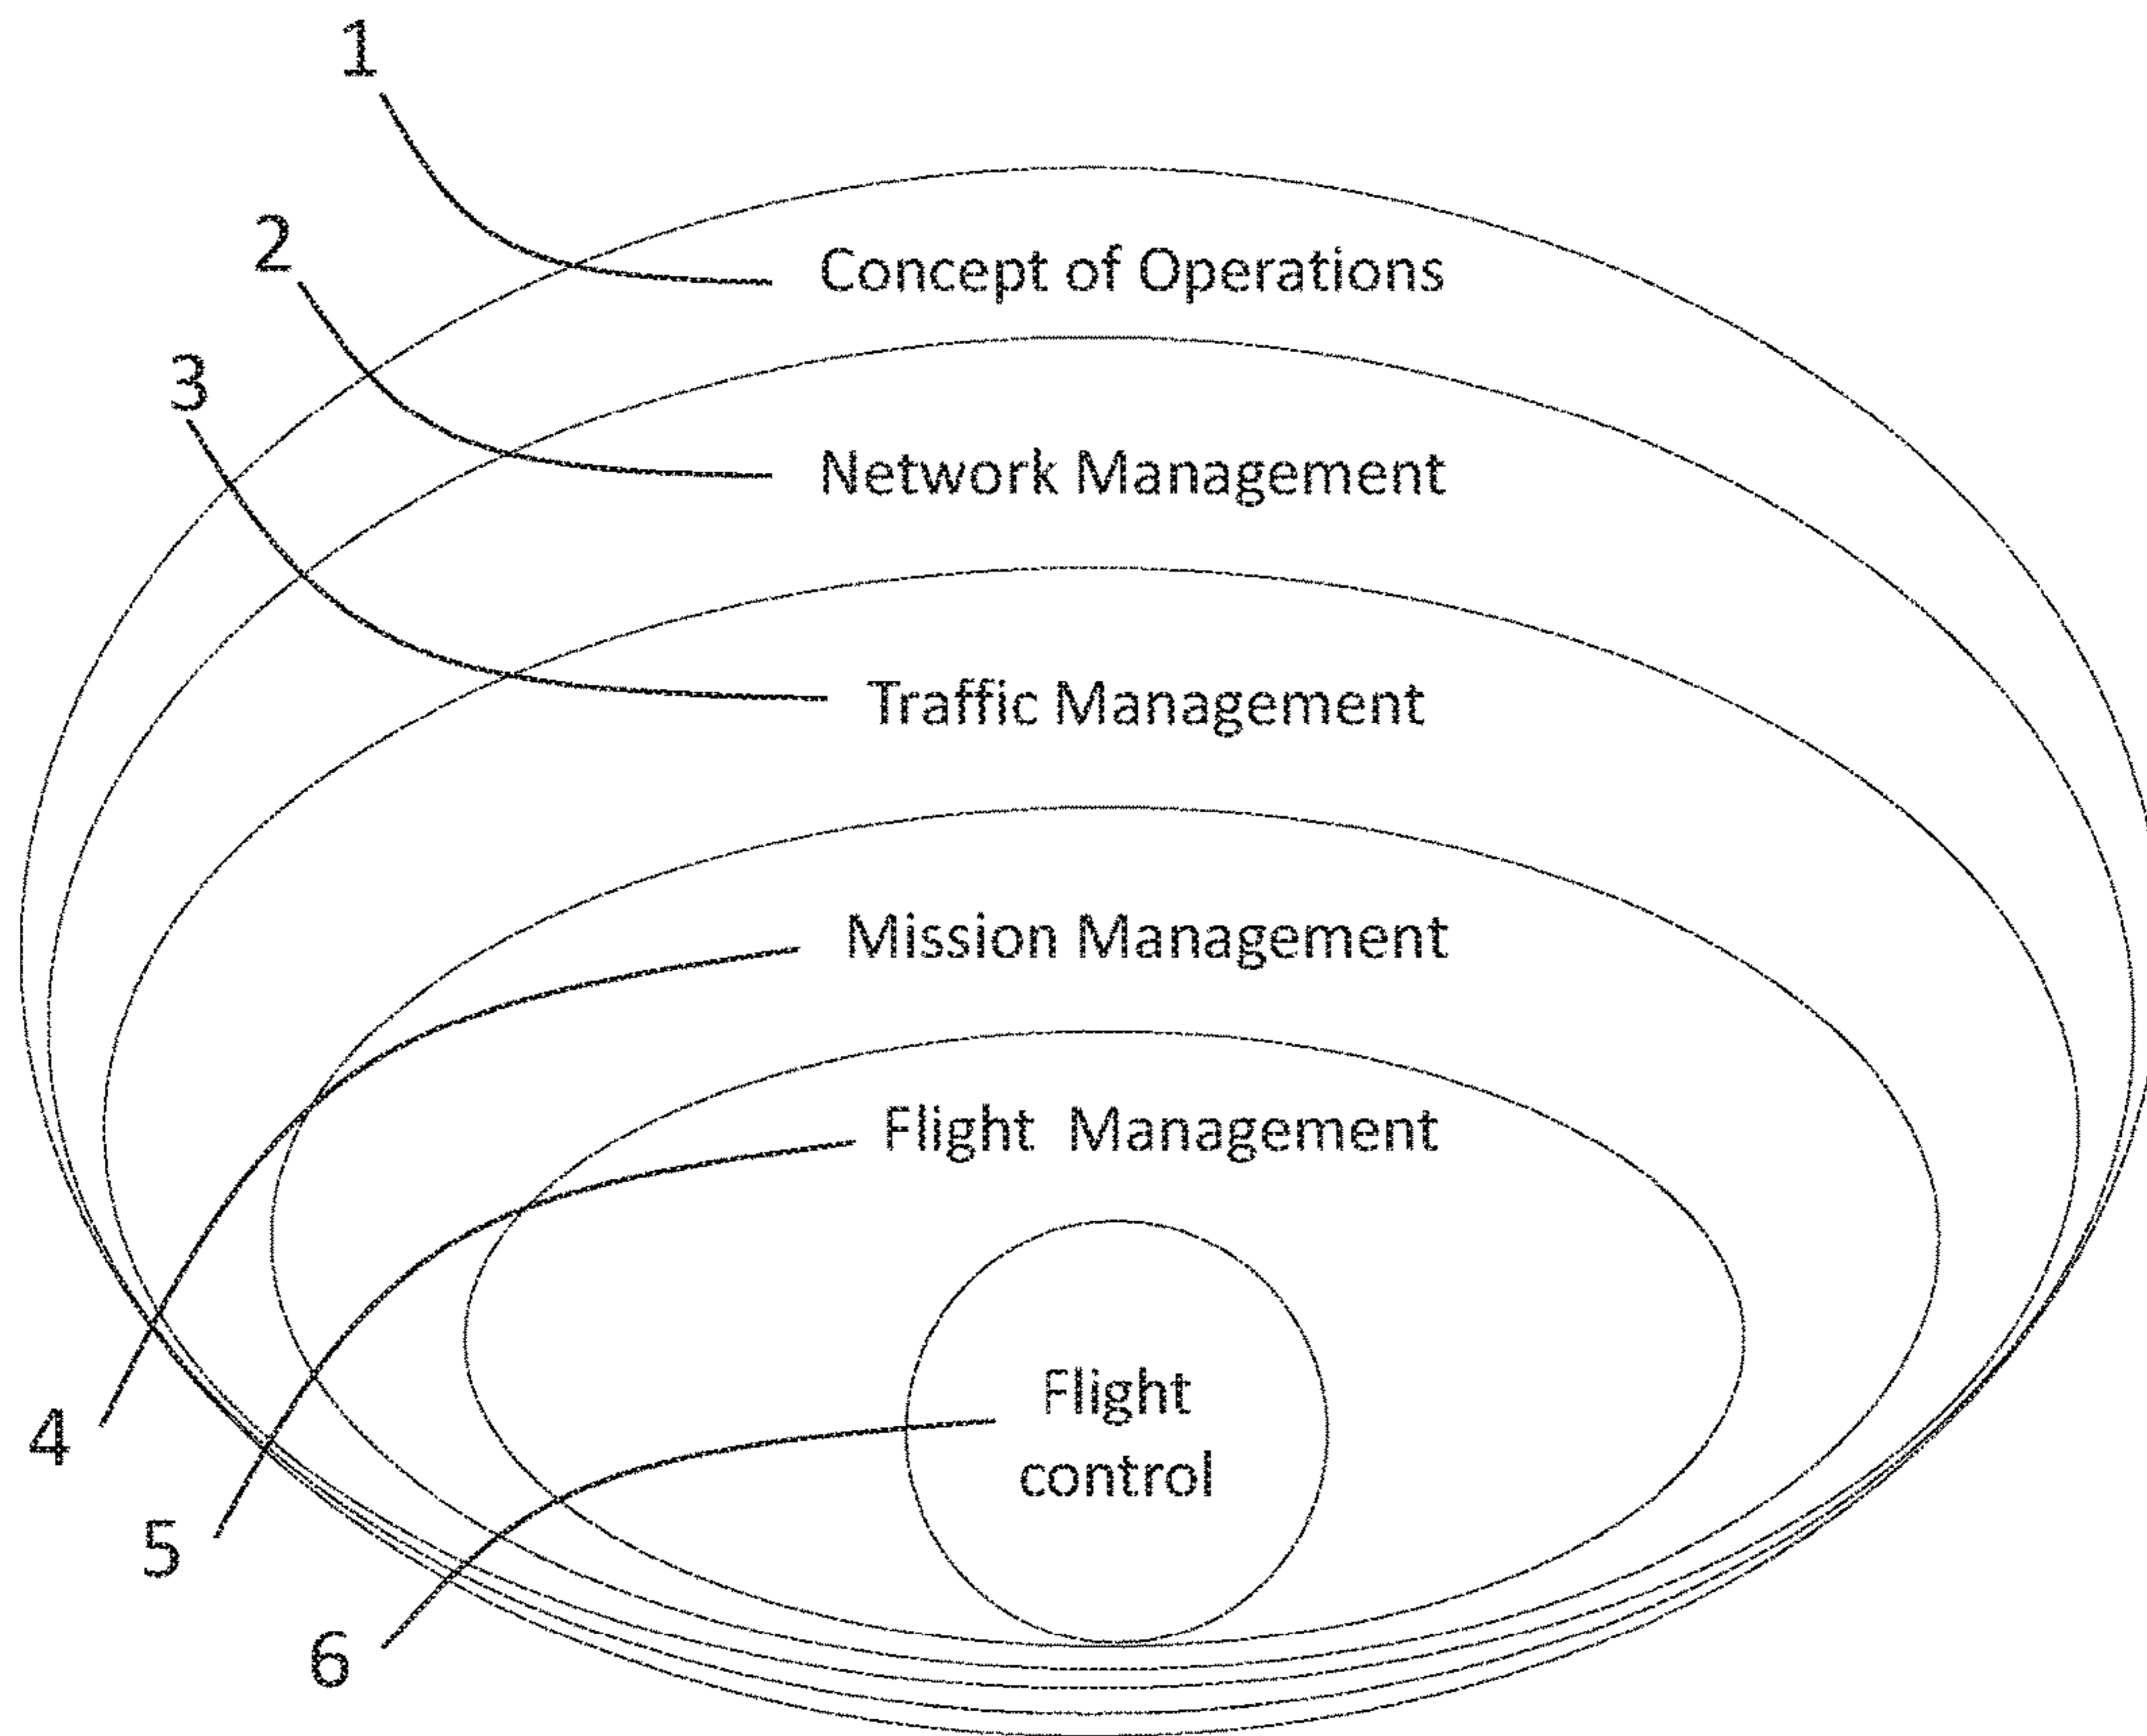 1
Concept of Operations
2
Network Management
3
Traffic Management
Mission Management
Flight Management
Flight
control
4
5
6